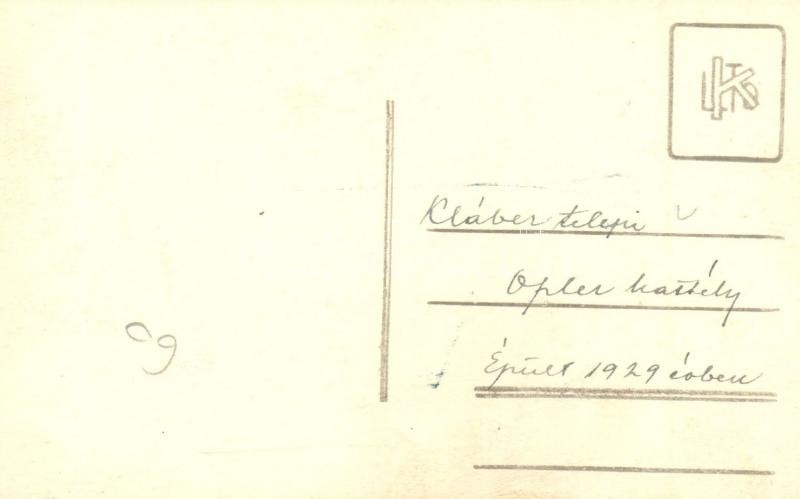 Kláber telepi
Opler kastély
Épült 1929 évben